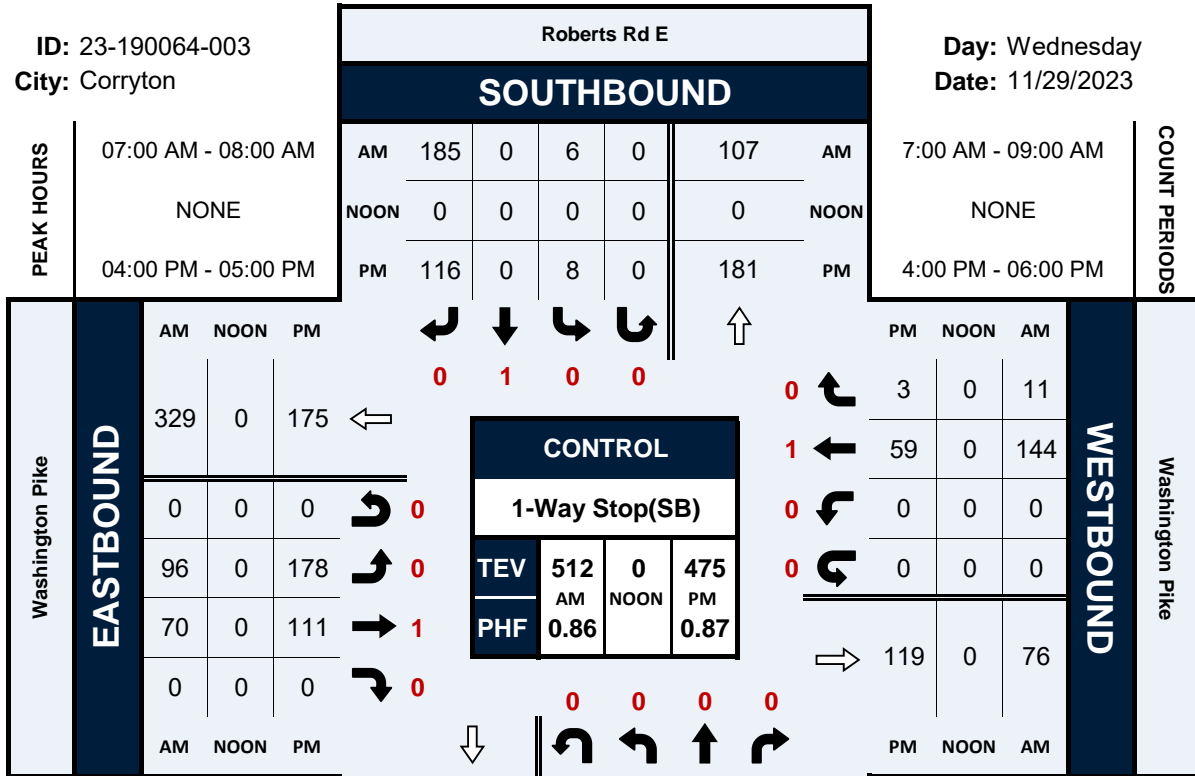 Roberts Rd E
ID: 23-190064-003
City: Corryton
Day: Wednesday
Date: 11/29/2023
SOUTHBOUND
PEAK HOURS
07:00 AM - 08:00 AM
NONE
04:00 PM - 05:00 PM
AM 185 0 6 0 107 AM
NOON 0 0 0 0 0 NOON
PM 116 0 8 0 181 PM
7:00 AM - 09:00 AM
NONE
4:00 PM - 06:00 PM
COUNT PERIODS
0 1 0 0
Washington Pike
EASTBOUND
AM NOON PM
329 0 175
0 0 0 0
96 0 178 0
70 0 111 1
0 0 0 0
AM NOON PM
CONTROL
1-Way Stop(SB)
TEV 512 0 475
AM NOON PM
PHF 0.86 0.87
PM NOON AM
0 3 0 11
1 59 0 144
0 0 0 0
0 0 0 0
119 0 76
PM NOON AM
WESTBOUND
Washington Pike
0 0 0 0